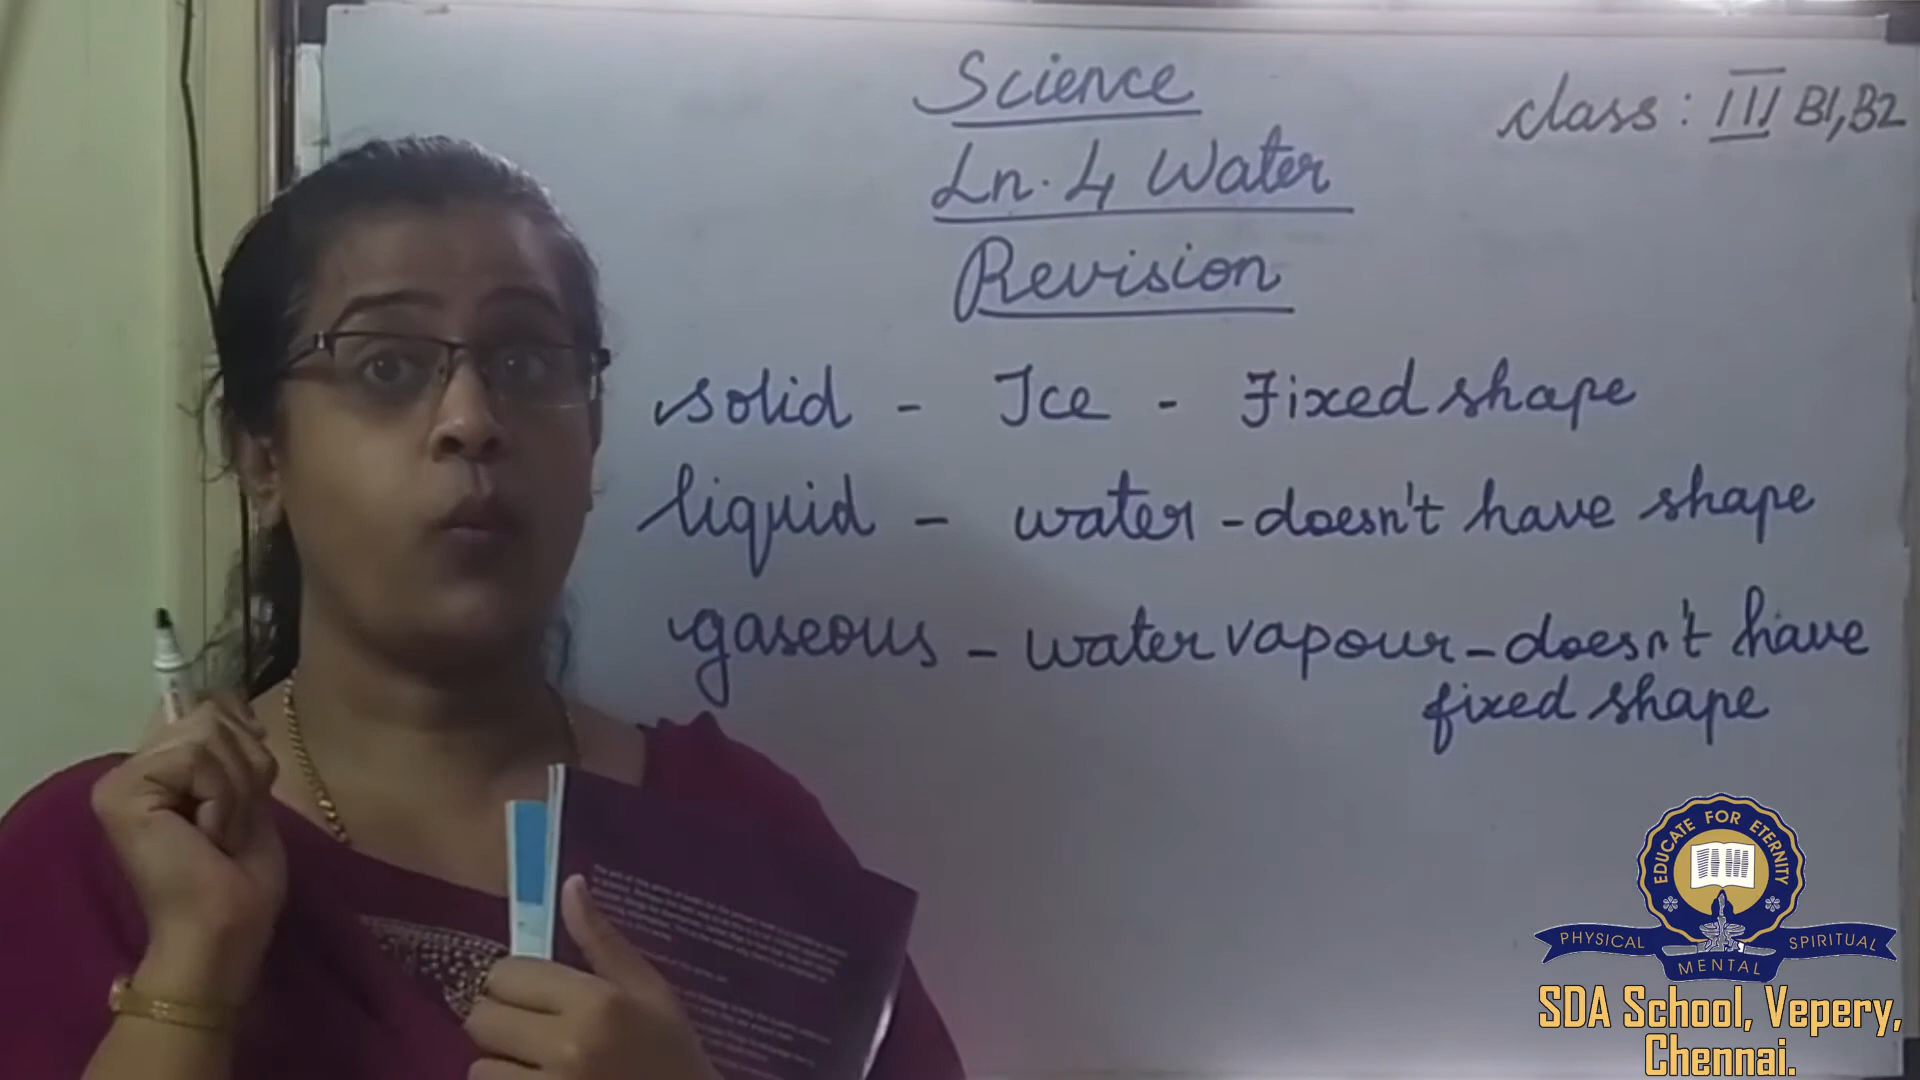 Science
class : III B1, B2
Ln. 4 Water
Revision
solid - Ice - Fixed shape
liquid - water - doesn't have shape
gaseous - water vapour - doesn't have
fixed shape
EDUCATE FOR ETERNITY
PHYSICAL
MENTAL
SPIRITUAL
SDA School, Vepery,
Chennai.